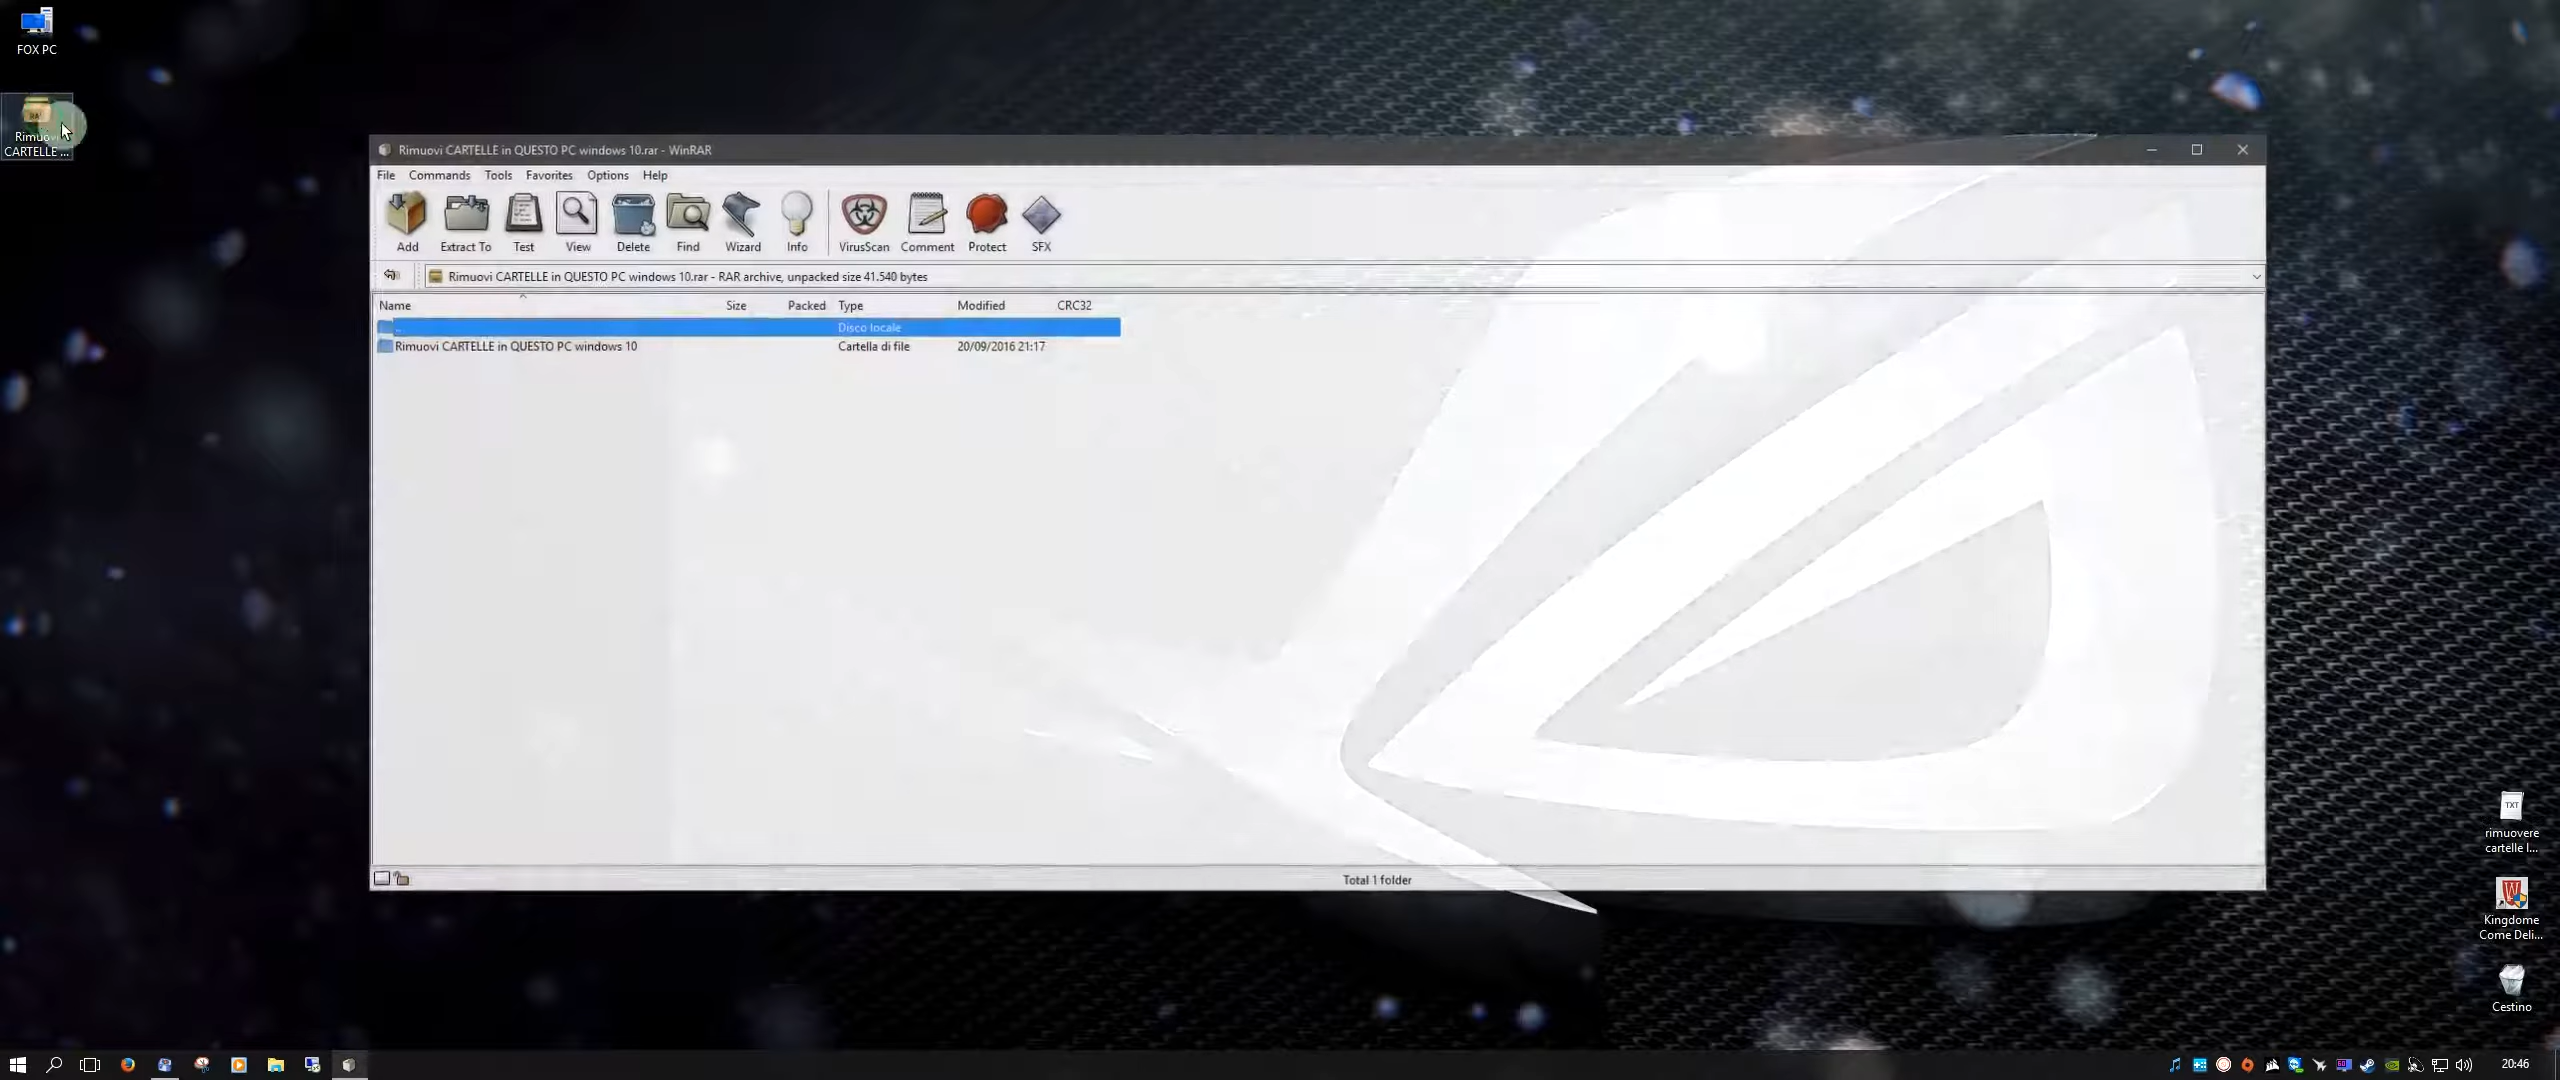 FOX PC
CARTELLE ...
Rimuovi CARTELLE in QUESTO PC windows 10.rar - WinRAR
File Commands Tools Favorites Options Help
Add Extract To Test View Delete Find Wizard Info VirusScan Comment Protect SFX
Rimuovi CARTELLE in QUESTO PC windows 10.rar - RAR archive, unpacked size 41.540 bytes
Name Size Packed Type Modified CRC32
.. Disco locale
Rimuovi CARTELLE in QUESTO PC windows 10 Cartella di file 20/09/2016 21:17
Total 1 folder
TXT
rimuovere
cartelle I...
Kingdome
Come Deli...
Cestino
20:46